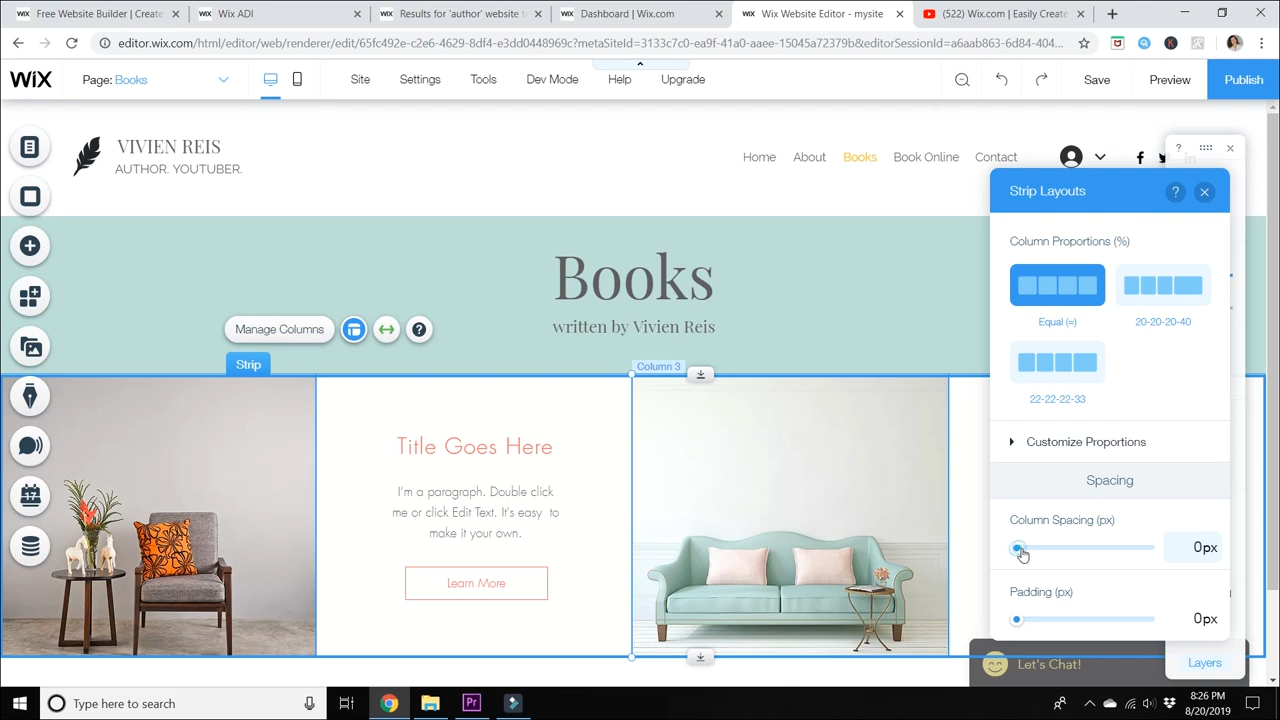 Free Website Builder | Create
Wix ADI
Results for 'author' website t
Dashboard | Wix.com
Wix Website Editor - mysite
(522) Wix.com | Easily Create
editor.wix.com/html/editor/web/renderer/edit/65fc492e-c2e6-4629-8df4-e3dd0448969c?metaSiteId=3133c7c0-ea9f-41a0-aaee-15045a72379b&editorSessionId=a6aab863-6d84-404...
WiX
Page: Books
Site
Settings
Tools
Dev Mode
Help
Upgrade
Save
Preview
Publish
VIVIEN REIS
AUTHOR. YOUTUBER.
Home
About
Books
Book Online
Contact
Strip Layouts
Column Proportions (%)
Equal (=)
20-20-20-40
22-22-22-33
Customize Proportions
Spacing
Column Spacing (px)
0px
Padding (px)
0px
Books
written by Vivien Reis
Manage Columns
Strip
Column 3
Title Goes Here
I'm a paragraph. Double click
me or click Edit Text. It's easy to
make it your own.
Learn More
17
Let's Chat!
Layers
Type here to search
Pr
8:26 PM
8/20/2019